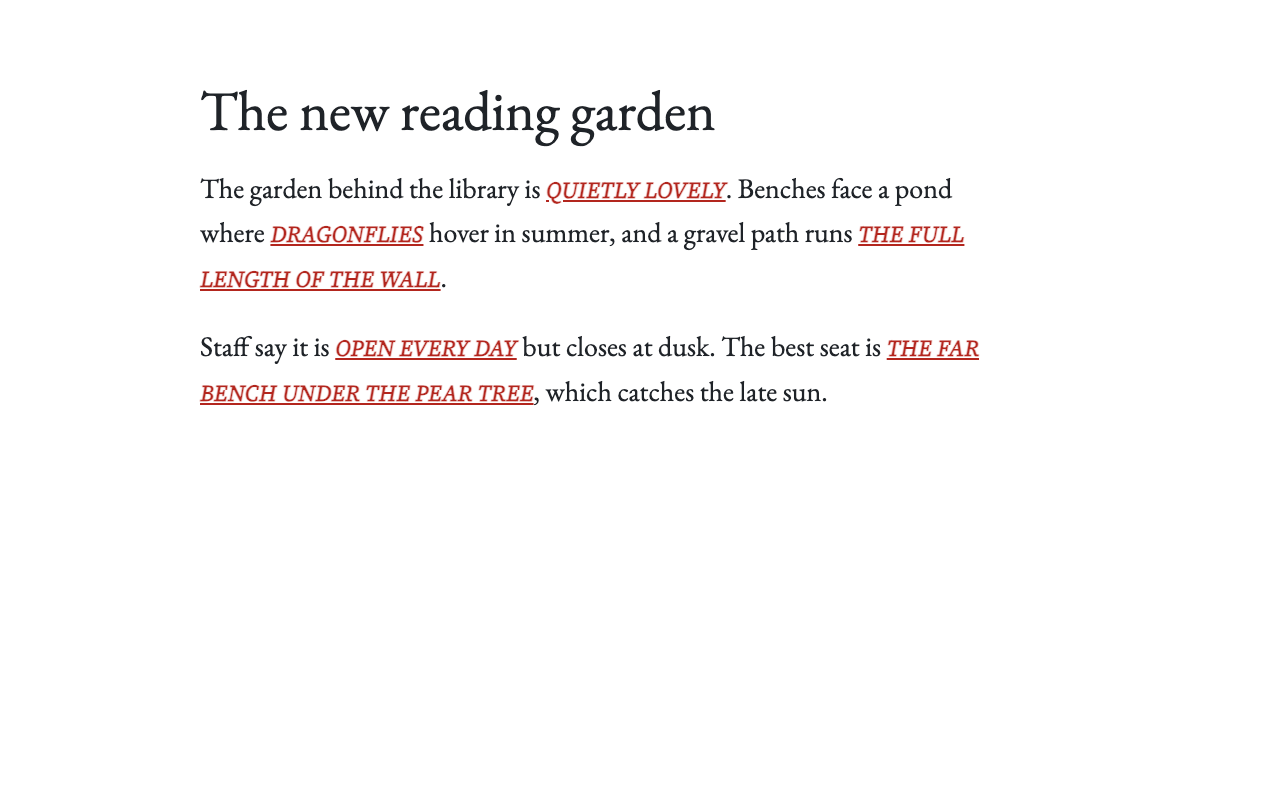 The new reading garden
The garden behind the library is QUIETLY LOVELY. Benches face a pond
where DRAGONFLIES hover in summer, and a gravel path runs THE FULL
LENGTH OF THE WALL.
Staff say it is OPEN EVERY DAY but closes at dusk. The best seat is THE FAR
BENCH UNDER THE PEAR TREE, which catches the late sun.